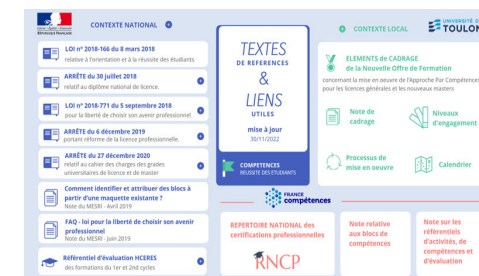 CONTEXTE NATIONAL
RÉPUBLIQUE FRANÇAISE
LOI n° 2018-166 du 8 mars 2018
relative à l'orientation et à la réussite des étudiants
ARRÊTE du 30 juillet 2018
relatif au diplôme national de licence.
LOI n° 2018-771 du 5 septembre 2018
pour la liberté de choisir son avenir professionnel
ARRÊTE du 6 décembre 2019
portant réforme de la licence professionnelle.
ARRÊTE du 27 décembre 2020
relatif au cahier des charges des grades
universitaires de licence et de master
Comment identifier et attribuer des blocs à
partir d'une maquette existante ?
Note du MESRI - Avril 2019
FAQ - loi pour la liberté de choisir son avenir
professionnel
Note du MESRI - Juin 2019
Référentiel d'évaluation HCERES
des formations du 1er et 2nd cycles
TEXTES
DE REFERENCES
&
LIENS
UTILES
mise à jour
30/11/2022
COMPETENCES
REUSSITE DES ETUDIANTS
CONTEXTE LOCAL
UNIVERSITÉ D
TOULON
ELEMENTS de CADRAGE
de la Nouvelle Offre de Formation
concernant la mise en oeuvre de l'Approche Par Compétences
pour les licences générales et les nouveaux masters
Note de
cadrage
Niveaux
d'engagement
Processus de
mise en oeuvre
Calendrier
FRANCE
compétences
REPERTOIRE NATIONAL des
certifications professionnelles
RNCP
Note relative
aux blocs de
compétences
Note sur les
référentiels
d'activités, de
compétences et
d'évaluation